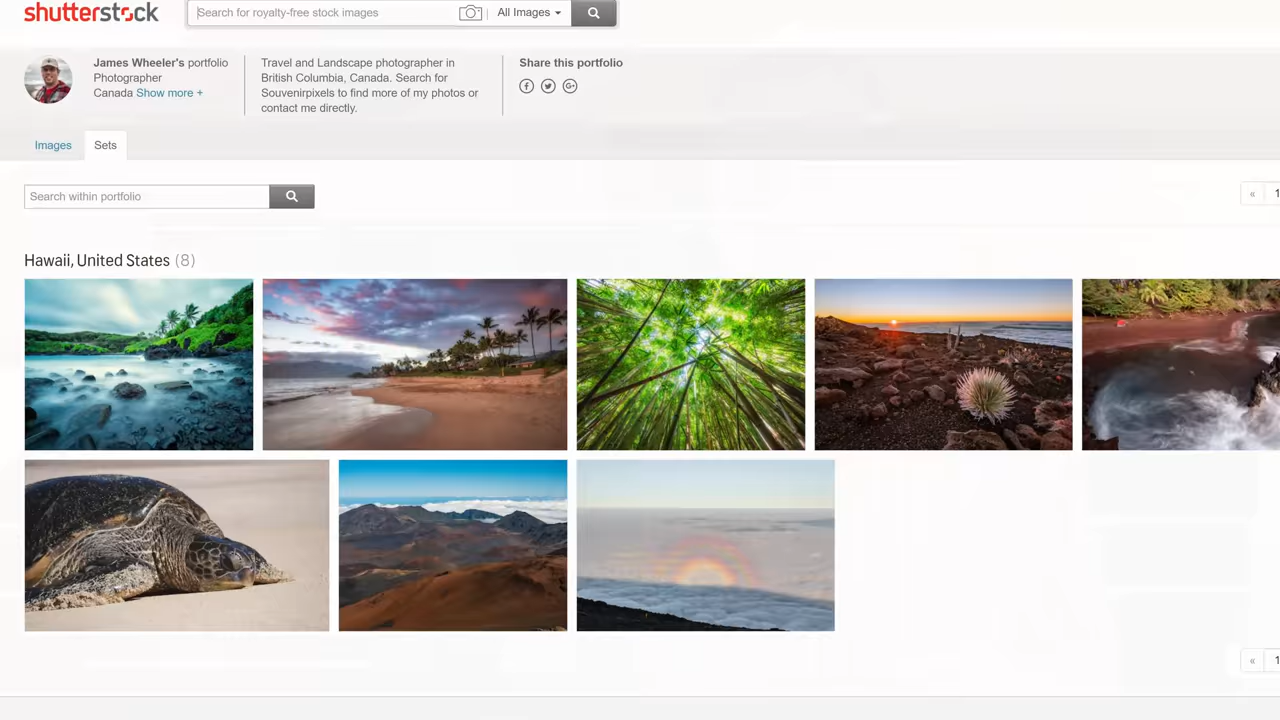 shutterstock
Search for royalty-free stock images
All Images
James Wheeler's portfolio
Photographer
Canada Show more +
Travel and Landscape photographer in
British Columbia, Canada. Search for
Souvenirpixels to find more of my photos or
contact me directly.
Share this portfolio
Images
Sets
Search within portfolio
« 1
Hawaii, United States (8)
« 1